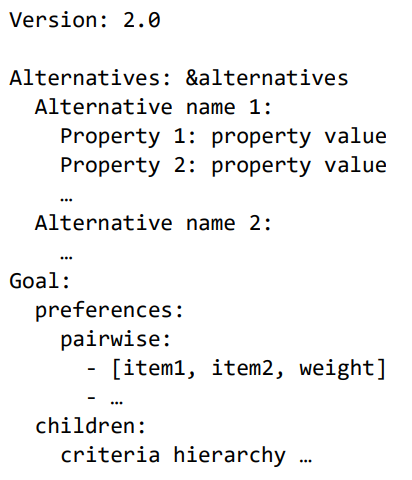 Version: 2.0
Alternatives: &alternatives
Alternative name 1:
Property 1: property value
Property 2: property value
…
Alternative name 2:
…
Goal:
preferences:
pairwise:
- [item1, item2, weight]
- …
children:
criteria hierarchy …